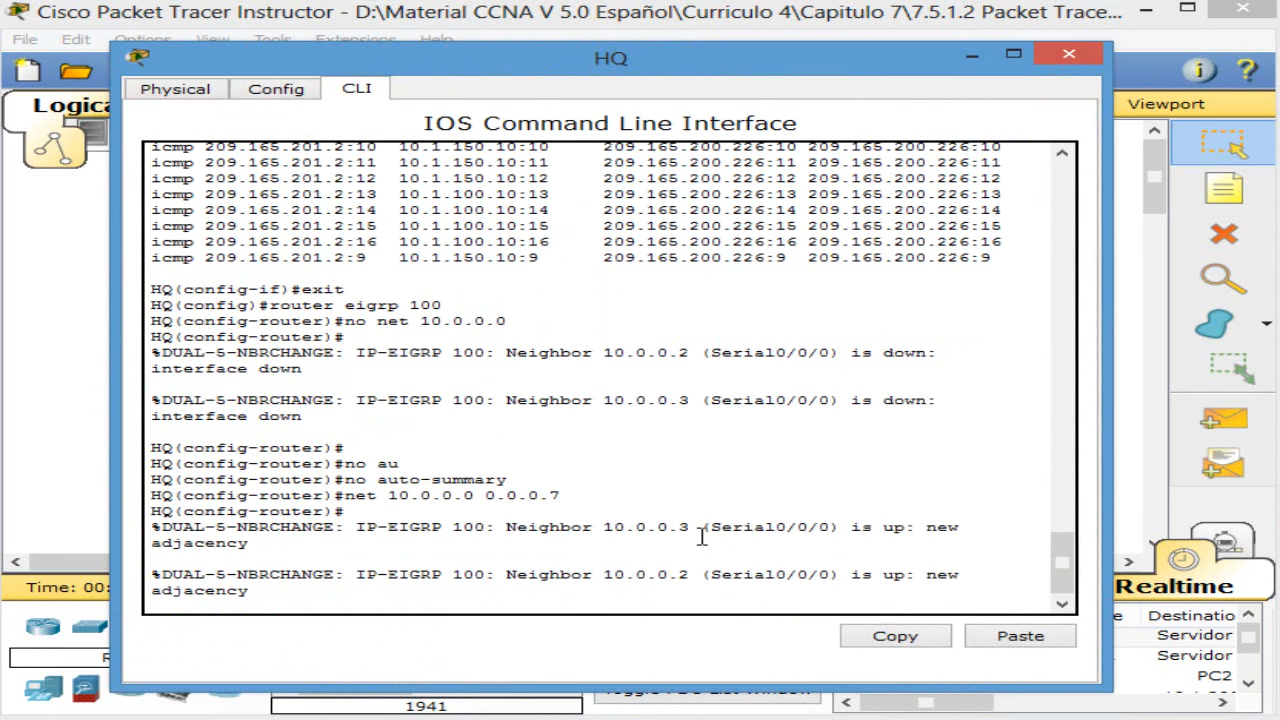 Cisco Packet Tracer Instructor - D:\Material CCNA V 5.0 Español\Curriculo 4\Capitulo 7\7.5.1.2 Packet Trace...
File Edit Options View Tools Extensions Help
HQ
Physical Config CLI
Logica
Viewport
IOS Command Line Interface
icmp 209.165.201.2:10 10.1.150.10:10 209.165.200.226:10 209.165.200.226:10
icmp 209.165.201.2:11 10.1.150.10:11 209.165.200.226:11 209.165.200.226:11
icmp 209.165.201.2:12 10.1.150.10:12 209.165.200.226:12 209.165.200.226:12
icmp 209.165.201.2:13 10.1.100.10:13 209.165.200.226:13 209.165.200.226:13
icmp 209.165.201.2:14 10.1.100.10:14 209.165.200.226:14 209.165.200.226:14
icmp 209.165.201.2:15 10.1.100.10:15 209.165.200.226:15 209.165.200.226:15
icmp 209.165.201.2:16 10.1.100.10:16 209.165.200.226:16 209.165.200.226:16
icmp 209.165.201.2:9 10.1.150.10:9 209.165.200.226:9 209.165.200.226:9
HQ(config-if)#exit
HQ(config)#router eigrp 100
HQ(config-router)#no net 10.0.0.0
HQ(config-router)#
%DUAL-5-NBRCHANGE: IP-EIGRP 100: Neighbor 10.0.0.2 (Serial0/0/0) is down:
interface down
%DUAL-5-NBRCHANGE: IP-EIGRP 100: Neighbor 10.0.0.3 (Serial0/0/0) is down:
interface down
HQ(config-router)#
HQ(config-router)#no au
HQ(config-router)#no auto-summary
HQ(config-router)#net 10.0.0.0 0.0.0.7
HQ(config-router)#
%DUAL-5-NBRCHANGE: IP-EIGRP 100: Neighbor 10.0.0.3 (Serial0/0/0) is up: new
adjacency
%DUAL-5-NBRCHANGE: IP-EIGRP 100: Neighbor 10.0.0.2 (Serial0/0/0) is up: new
adjacency
Copy Paste
Time: 00:
Realtime
e Destinatio
Servidor
Servidor
PC2
1941